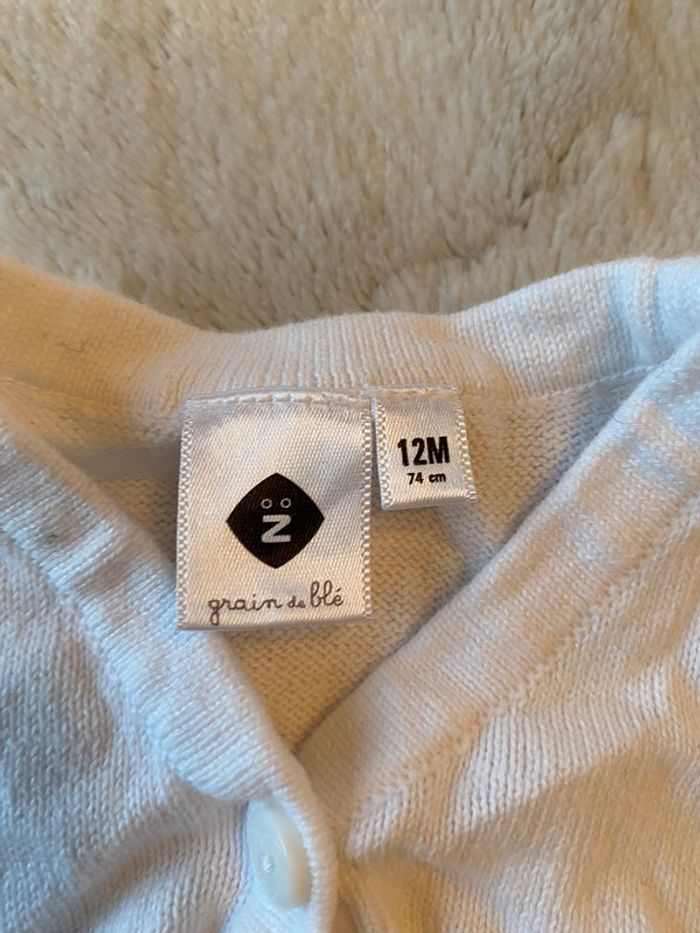 Z
grain de blé
12M
74 cm